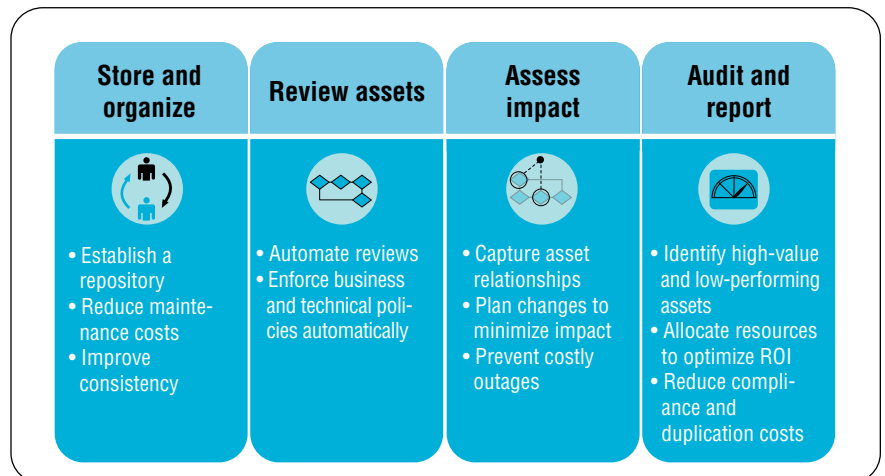 Store and
organize
• Establish a
repository
• Reduce mainte-
nance costs
• Improve
consistency
Review assets
• Automate reviews
• Enforce business
and technical poli-
cies automatically
Assess
impact
• Capture asset
relationships
• Plan changes to
minimize impact
• Prevent costly
outages
Audit and
report
• Identify high-value
and low-performing
assets
• Allocate resources
to optimize ROI
• Reduce compli-
ance and
duplication costs